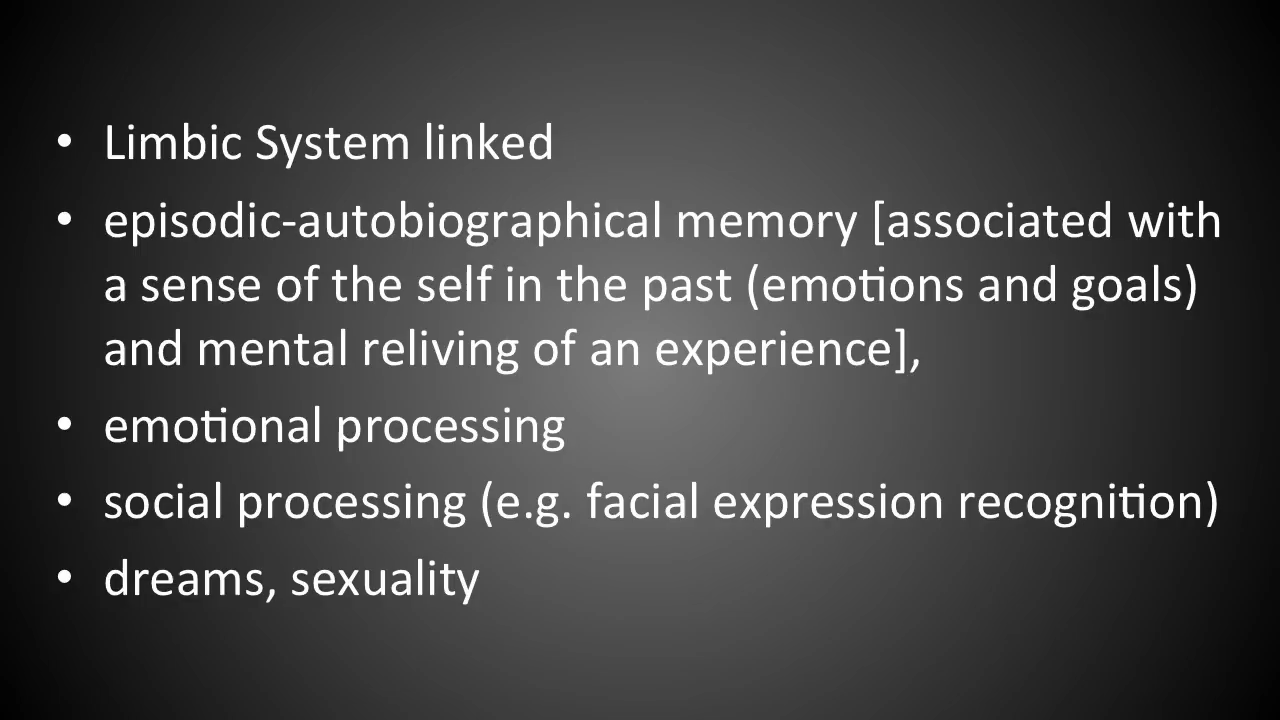 • Limbic System linked
• episodic-autobiographical memory [associated with
a sense of the self in the past (emotions and goals)
and mental reliving of an experience],
• emotional processing
• social processing (e.g. facial expression recognition)
• dreams, sexuality